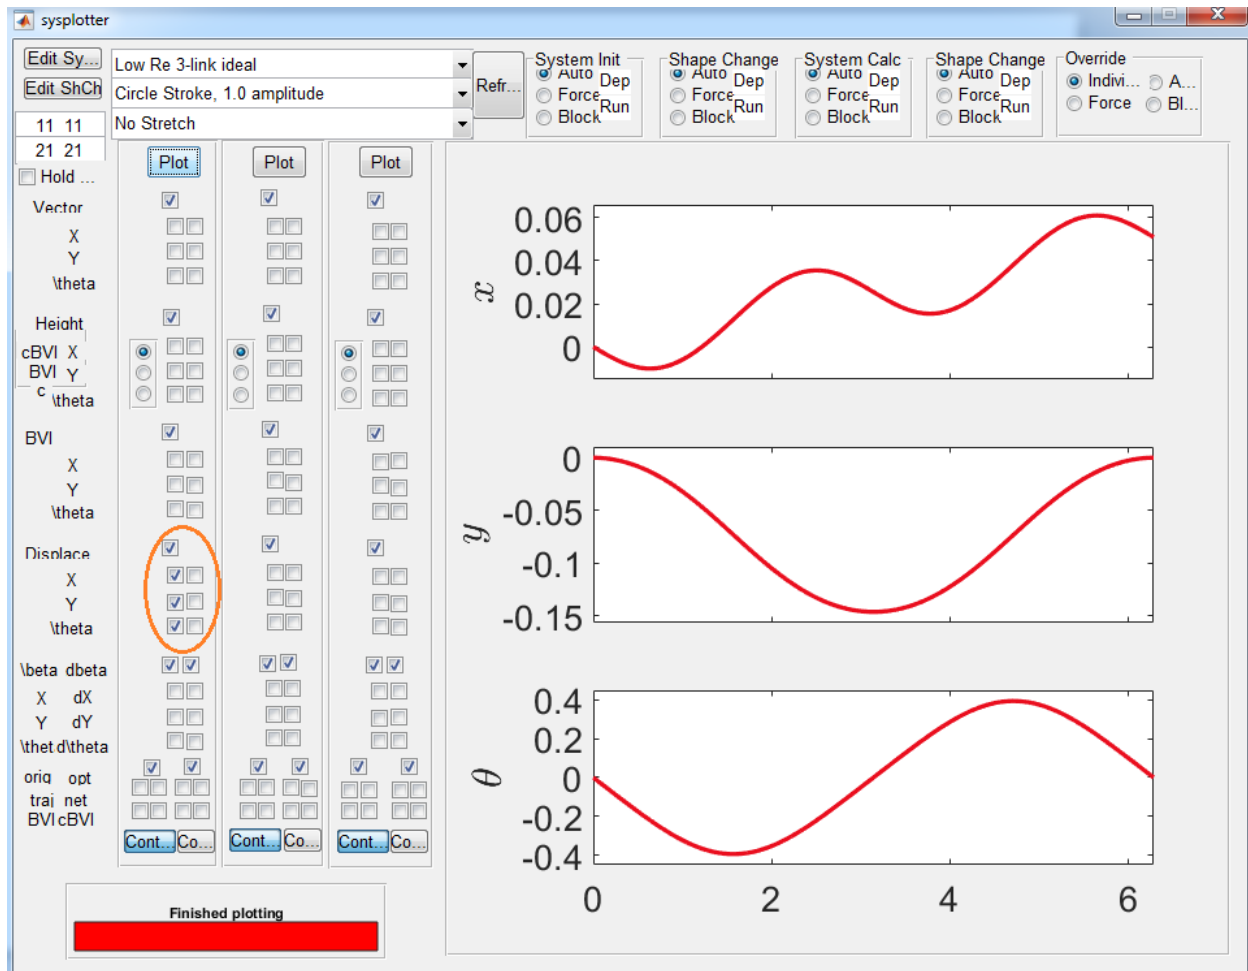 sysplotter
Edit Sy...
Edit ShCh
Low Re 3-link ideal
Circle Stroke, 1.0 amplitude
No Stretch
Refr...
11 11
21 21
Hold ...
System Init
Auto Dep
Force Run
Block
Shape Change
Auto Dep
Force Run
Block
System Calc
Auto Dep
Force Run
Block
Shape Change
Auto Dep
Force Run
Block
Override
Indivi... A...
Force Bl...
Plot Plot Plot
Vector
X
Y
\theta
Height
cBVI X
BVI Y
c \theta
BVI
X
Y
\theta
Displace
X
Y
\theta
\beta dbeta
X dX
Y dY
\thet d\theta
orig opt
traj net
BVI cBVI
Cont... Co... Cont... Co... Cont... Co...
Finished plotting
x
0.06
0.04
0.02
0
y
0
-0.05
-0.1
-0.15
θ
0.4
0.2
0
-0.2
-0.4
0 2 4 6